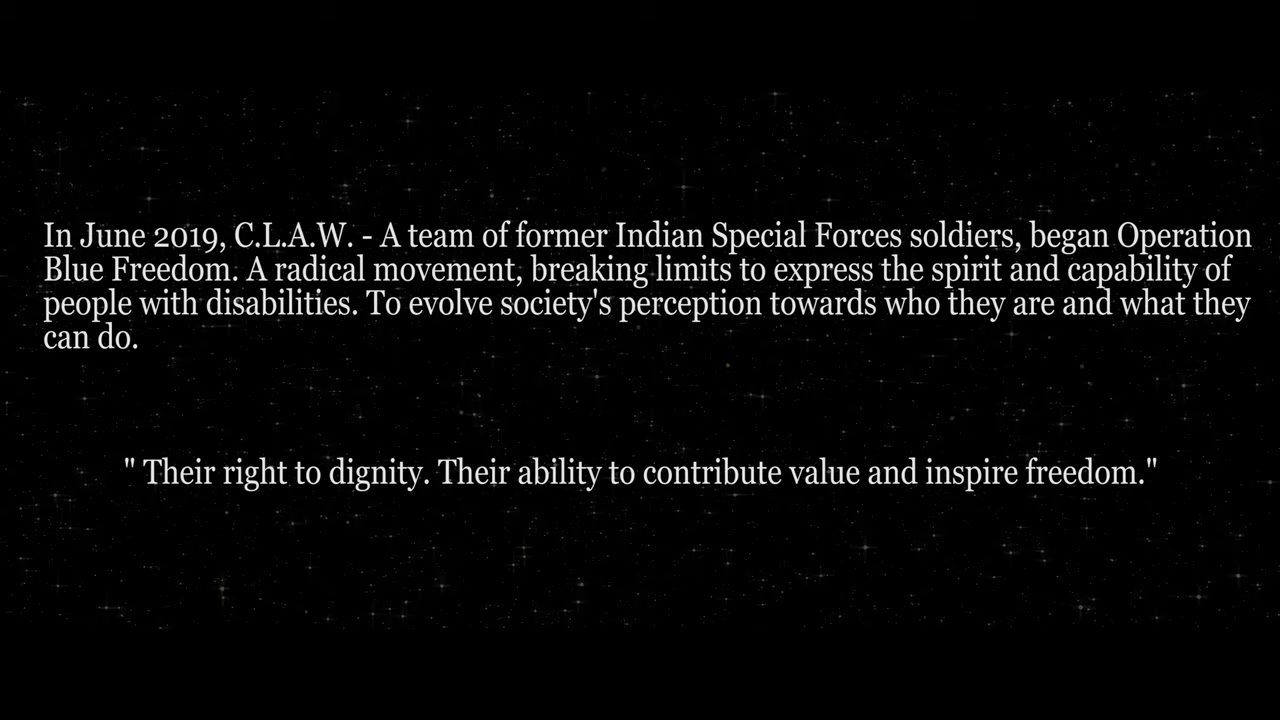 In June 2019, C.L.A.W. - A team of former Indian Special Forces soldiers, began Operation
Blue Freedom. A radical movement, breaking limits to express the spirit and capability of
people with disabilities. To evolve society's perception towards who they are and what they
can do.
" Their right to dignity. Their ability to contribute value and inspire freedom."